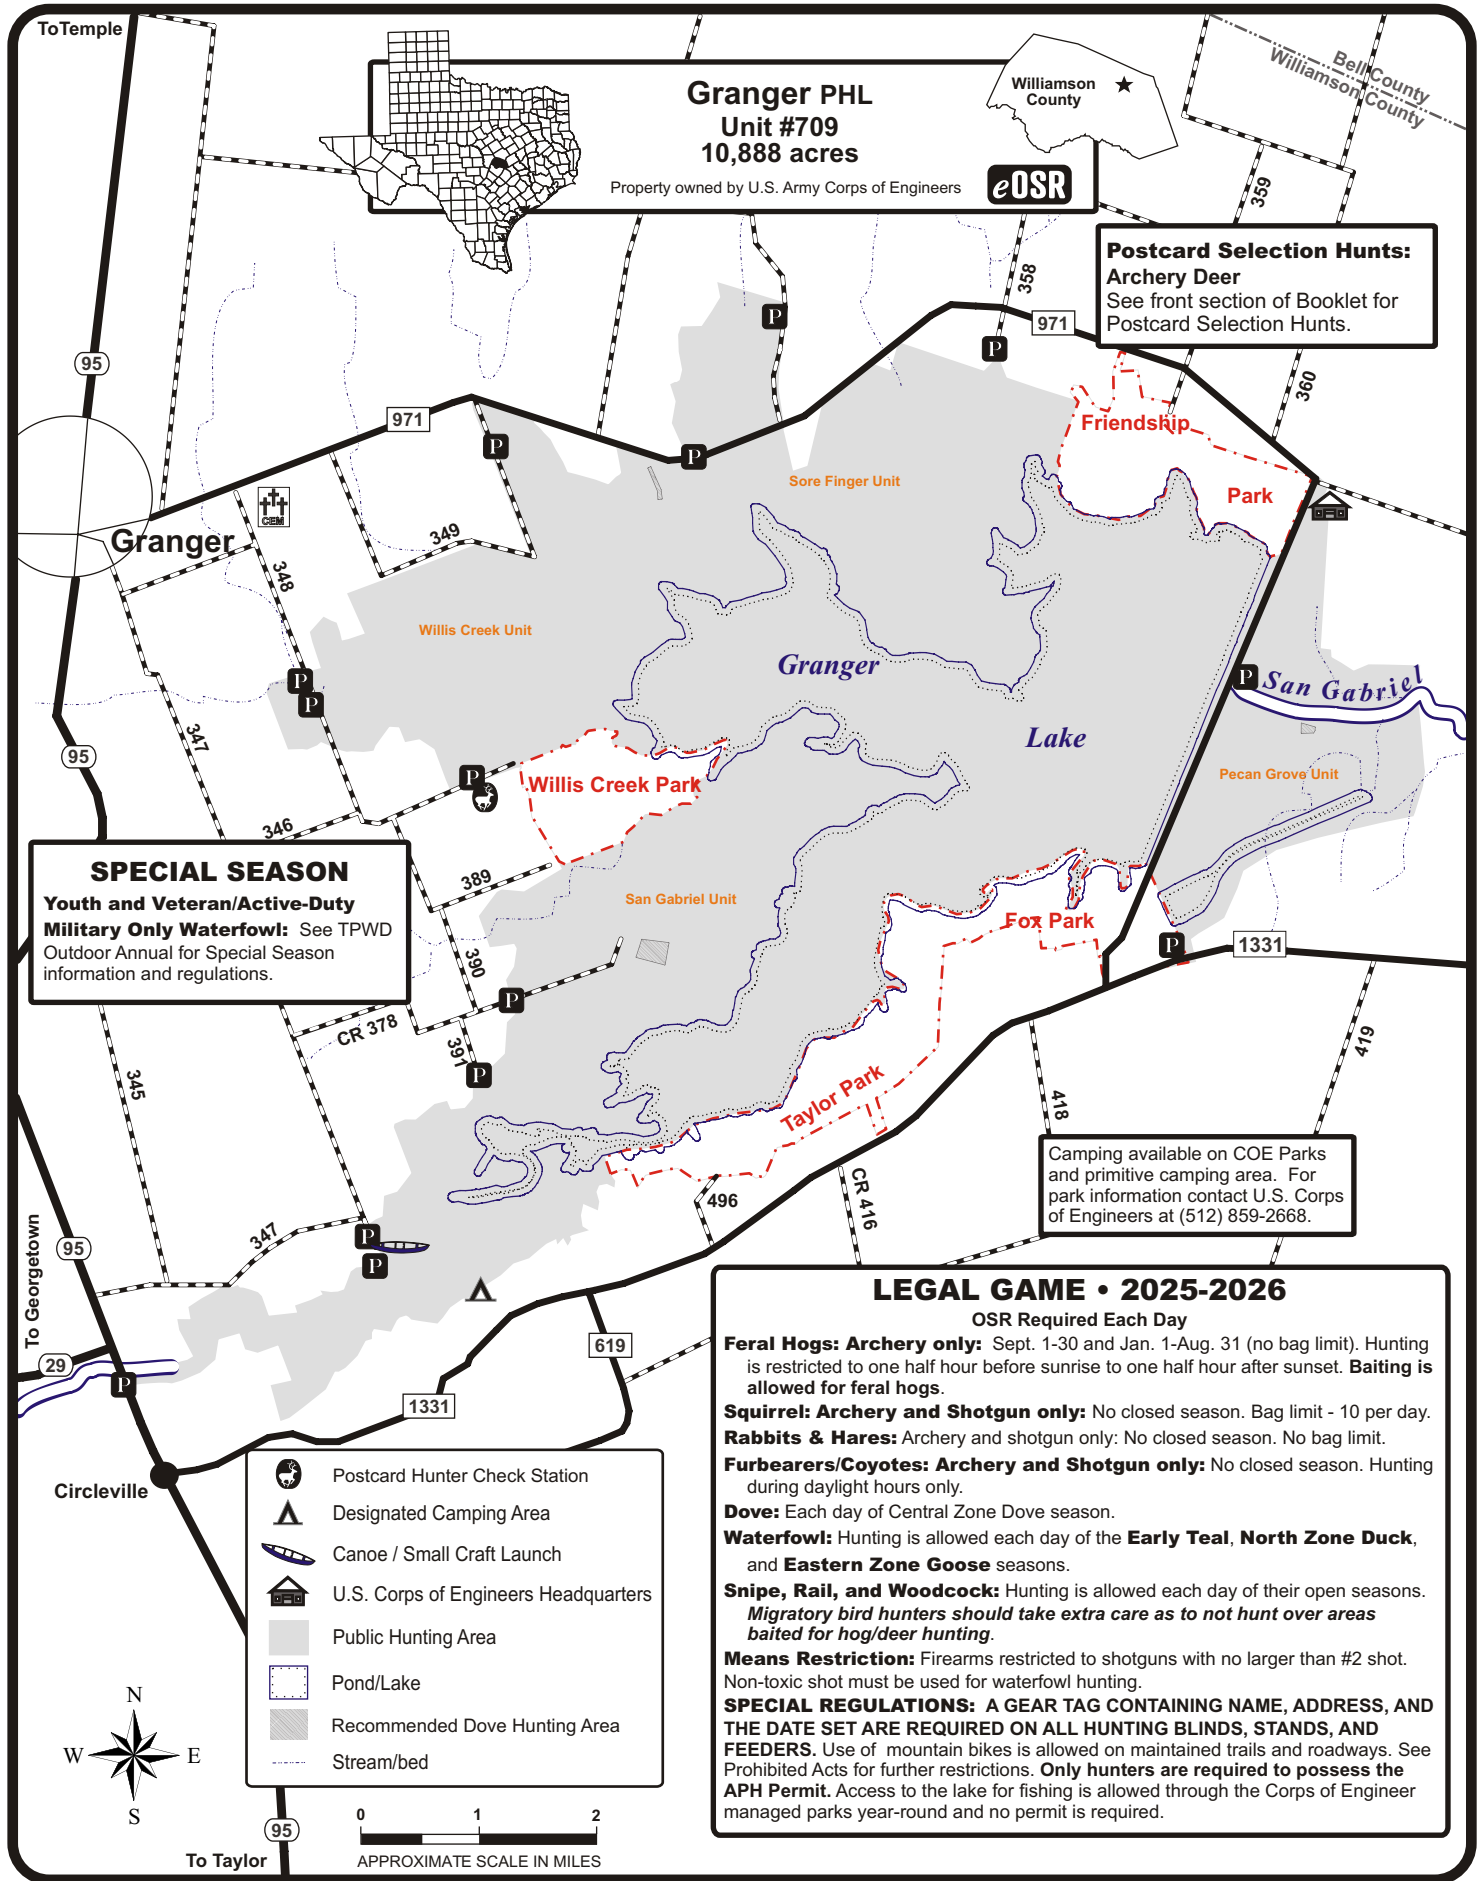 To Temple
Granger PHL
Unit #709
10,888 acres
Property owned by U.S. Army Corps of Engineers
eOSR
Williamson
County
Bell County
Williamson County
359
358
Postcard Selection Hunts:
Archery Deer
See front section of Booklet for
Postcard Selection Hunts.
P
P
971
95
360
971
Friendship
P
P
Sore Finger Unit
Park
CEM
Granger
349
348
Willis Creek Unit
Granger
P
P
P
San Gabriel
347
Lake
95
P
Willis Creek Park
Pecan Grove Unit
346
SPECIAL SEASON
Youth and Veteran/Active-Duty
Military Only Waterfowl: See TPWD
Outdoor Annual for Special Season
information and regulations.
389
San Gabriel Unit
Fox Park
390
P
1331
P
CR 378
391
P
345
Taylor Park
418
419
Camping available on COE Parks
and primitive camping area. For
park information contact U.S. Corps
of Engineers at (512) 859-2668.
496
CR 416
347
P
P
To Georgetown
95
29
P
619
1331
Circleville
LEGAL GAME • 2025-2026
OSR Required Each Day
Feral Hogs: Archery only: Sept. 1-30 and Jan. 1-Aug. 31 (no bag limit). Hunting
is restricted to one half hour before sunrise to one half hour after sunset. Baiting is
allowed for feral hogs.
Squirrel: Archery and Shotgun only: No closed season. Bag limit - 10 per day.
Rabbits & Hares: Archery and shotgun only: No closed season. No bag limit.
Furbearers/Coyotes: Archery and Shotgun only: No closed season. Hunting
during daylight hours only.
Dove: Each day of Central Zone Dove season.
Waterfowl: Hunting is allowed each day of the Early Teal, North Zone Duck,
and Eastern Zone Goose seasons.
Snipe, Rail, and Woodcock: Hunting is allowed each day of their open seasons.
Migratory bird hunters should take extra care as to not hunt over areas
baited for hog/deer hunting.
Means Restriction: Firearms restricted to shotguns with no larger than #2 shot.
Non-toxic shot must be used for waterfowl hunting.
SPECIAL REGULATIONS: A GEAR TAG CONTAINING NAME, ADDRESS, AND
THE DATE SET ARE REQUIRED ON ALL HUNTING BLINDS, STANDS, AND
FEEDERS. Use of mountain bikes is allowed on maintained trails and roadways. See
Prohibited Acts for further restrictions. Only hunters are required to possess the
APH Permit. Access to the lake for fishing is allowed through the Corps of Engineer
managed parks year-round and no permit is required.
Postcard Hunter Check Station
Designated Camping Area
Canoe / Small Craft Launch
U.S. Corps of Engineers Headquarters
Public Hunting Area
Pond/Lake
Recommended Dove Hunting Area
Stream/bed
N
W E
S
0 1 2
APPROXIMATE SCALE IN MILES
95
To Taylor